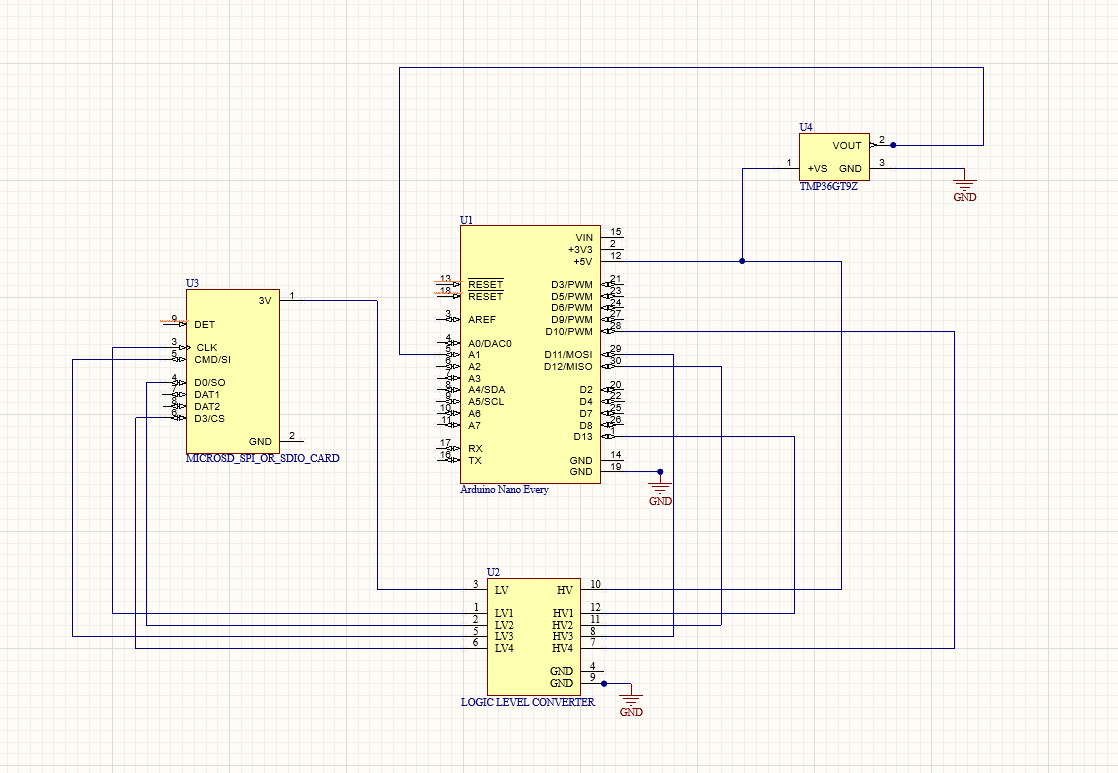 U4
VOUT 2
1 +VS GND 3
TMP36GT9Z
GND
U1
VIN 15
+3V3 2
+5V 12
13 RESET D3/PWM 21
18 RESET D5/PWM 23
D6/PWM 24
3 AREF D9/PWM 27
D10/PWM 28
4 A0/DAC0
5 A1 D11/MOSI 29
6 A2 D12/MISO 30
7 A3
8 A4/SDA D2 20
9 A5/SCL D4 22
10 A6 D7 25
11 A7 D8 26
D13 1
17 RX
16 TX GND 14
GND 19
Arduino Nano Every
GND
U3
3V 1
9 DET
3 CLK
5 CMD/SI
4 D0/SO
DAT1
DAT2
6 D3/CS
GND 2
MICROSD_SPI_OR_SDIO_CARD
U2
3 LV HV 10
1 LV1 HV1 12
2 LV2 HV2 11
5 LV3 HV3 8
6 LV4 HV4 7
GND 4
GND 9
LOGIC LEVEL CONVERTER
GND